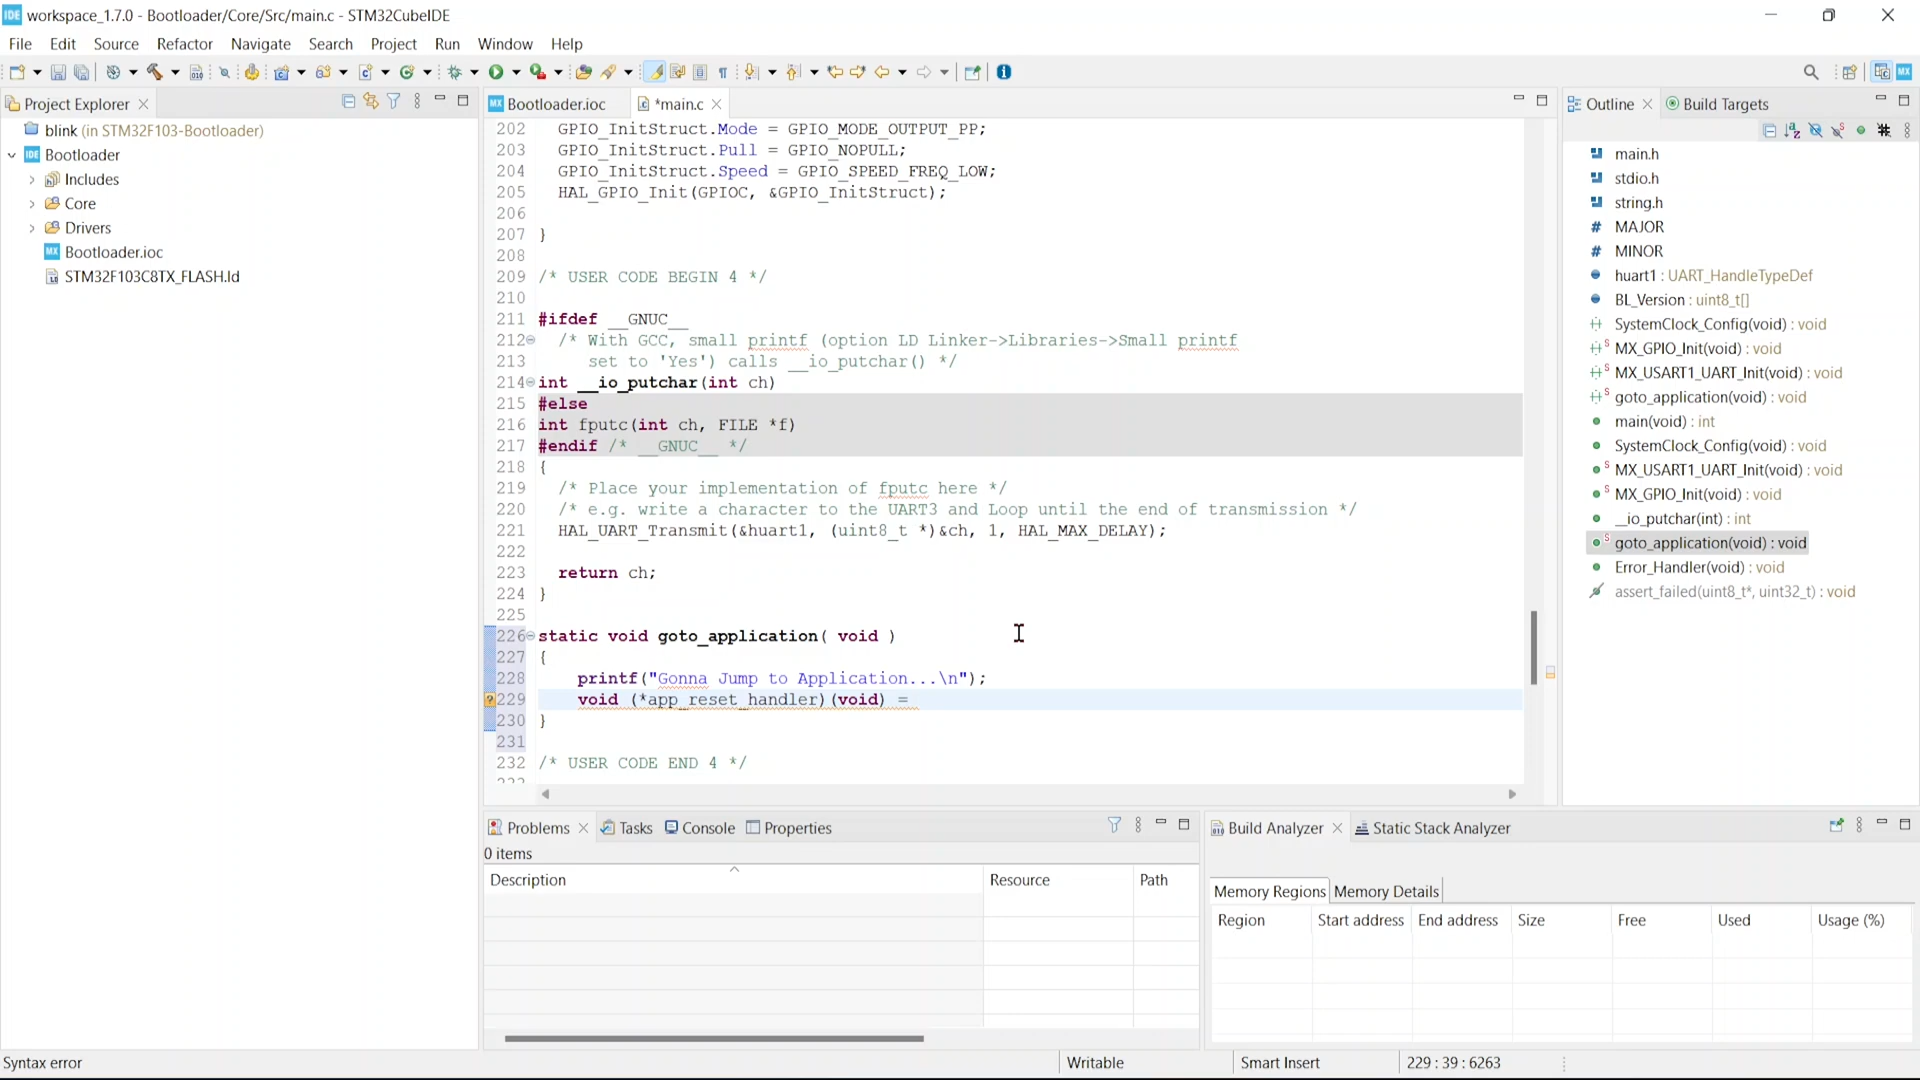 IDE workspace_1.7.0 - Bootloader/Core/Src/main.c - STM32CubeIDE
File Edit Source Refactor Navigate Search Project Run Window Help
Project Explorer
blink (in STM32F103-Bootloader)
IDE Bootloader
Includes
Core
Drivers
MX Bootloader.ioc
STM32F103C8TX_FLASH.ld
MX Bootloader.ioc *main.c
202 GPIO_InitStruct.Mode = GPIO_MODE_OUTPUT_PP;
203 GPIO_InitStruct.Pull = GPIO_NOPULL;
204 GPIO_InitStruct.Speed = GPIO_SPEED_FREQ_LOW;
205 HAL_GPIO_Init(GPIOC, &GPIO_InitStruct);
206
207 }
208
209 /* USER CODE BEGIN 4 */
210
211 #ifdef __GNUC__
212 /* With GCC, small printf (option LD Linker->Libraries->Small printf
213 set to 'Yes') calls __io_putchar() */
214 int __io_putchar(int ch)
215 #else
216 int fputc(int ch, FILE *f)
217 #endif /* __GNUC__ */
218 {
219 /* Place your implementation of fputc here */
220 /* e.g. write a character to the UART3 and Loop until the end of transmission */
221 HAL_UART_Transmit(&huart1, (uint8_t *)&ch, 1, HAL_MAX_DELAY);
222
223 return ch;
224 }
225
226 static void goto_application( void )
227 {
228 printf("Gonna Jump to Application...\n");
229 void (*app_reset_handler)(void) =
230 }
231
232 /* USER CODE END 4 */
Outline Build Targets
main.h
stdio.h
string.h
# MAJOR
# MINOR
huart1 : UART_HandleTypeDef
BL_Version : uint8_t[]
SystemClock_Config(void) : void
MX_GPIO_Init(void) : void
MX_USART1_UART_Init(void) : void
goto_application(void) : void
main(void) : int
SystemClock_Config(void) : void
MX_USART1_UART_Init(void) : void
MX_GPIO_Init(void) : void
__io_putchar(int) : int
goto_application(void) : void
Error_Handler(void) : void
assert_failed(uint8_t*, uint32_t) : void
Problems Tasks Console Properties
0 items
Description Resource Path
Build Analyzer Static Stack Analyzer
Memory Regions Memory Details
Region Start address End address Size Free Used Usage (%)
Syntax error Writable Smart Insert 229 : 39 : 6263